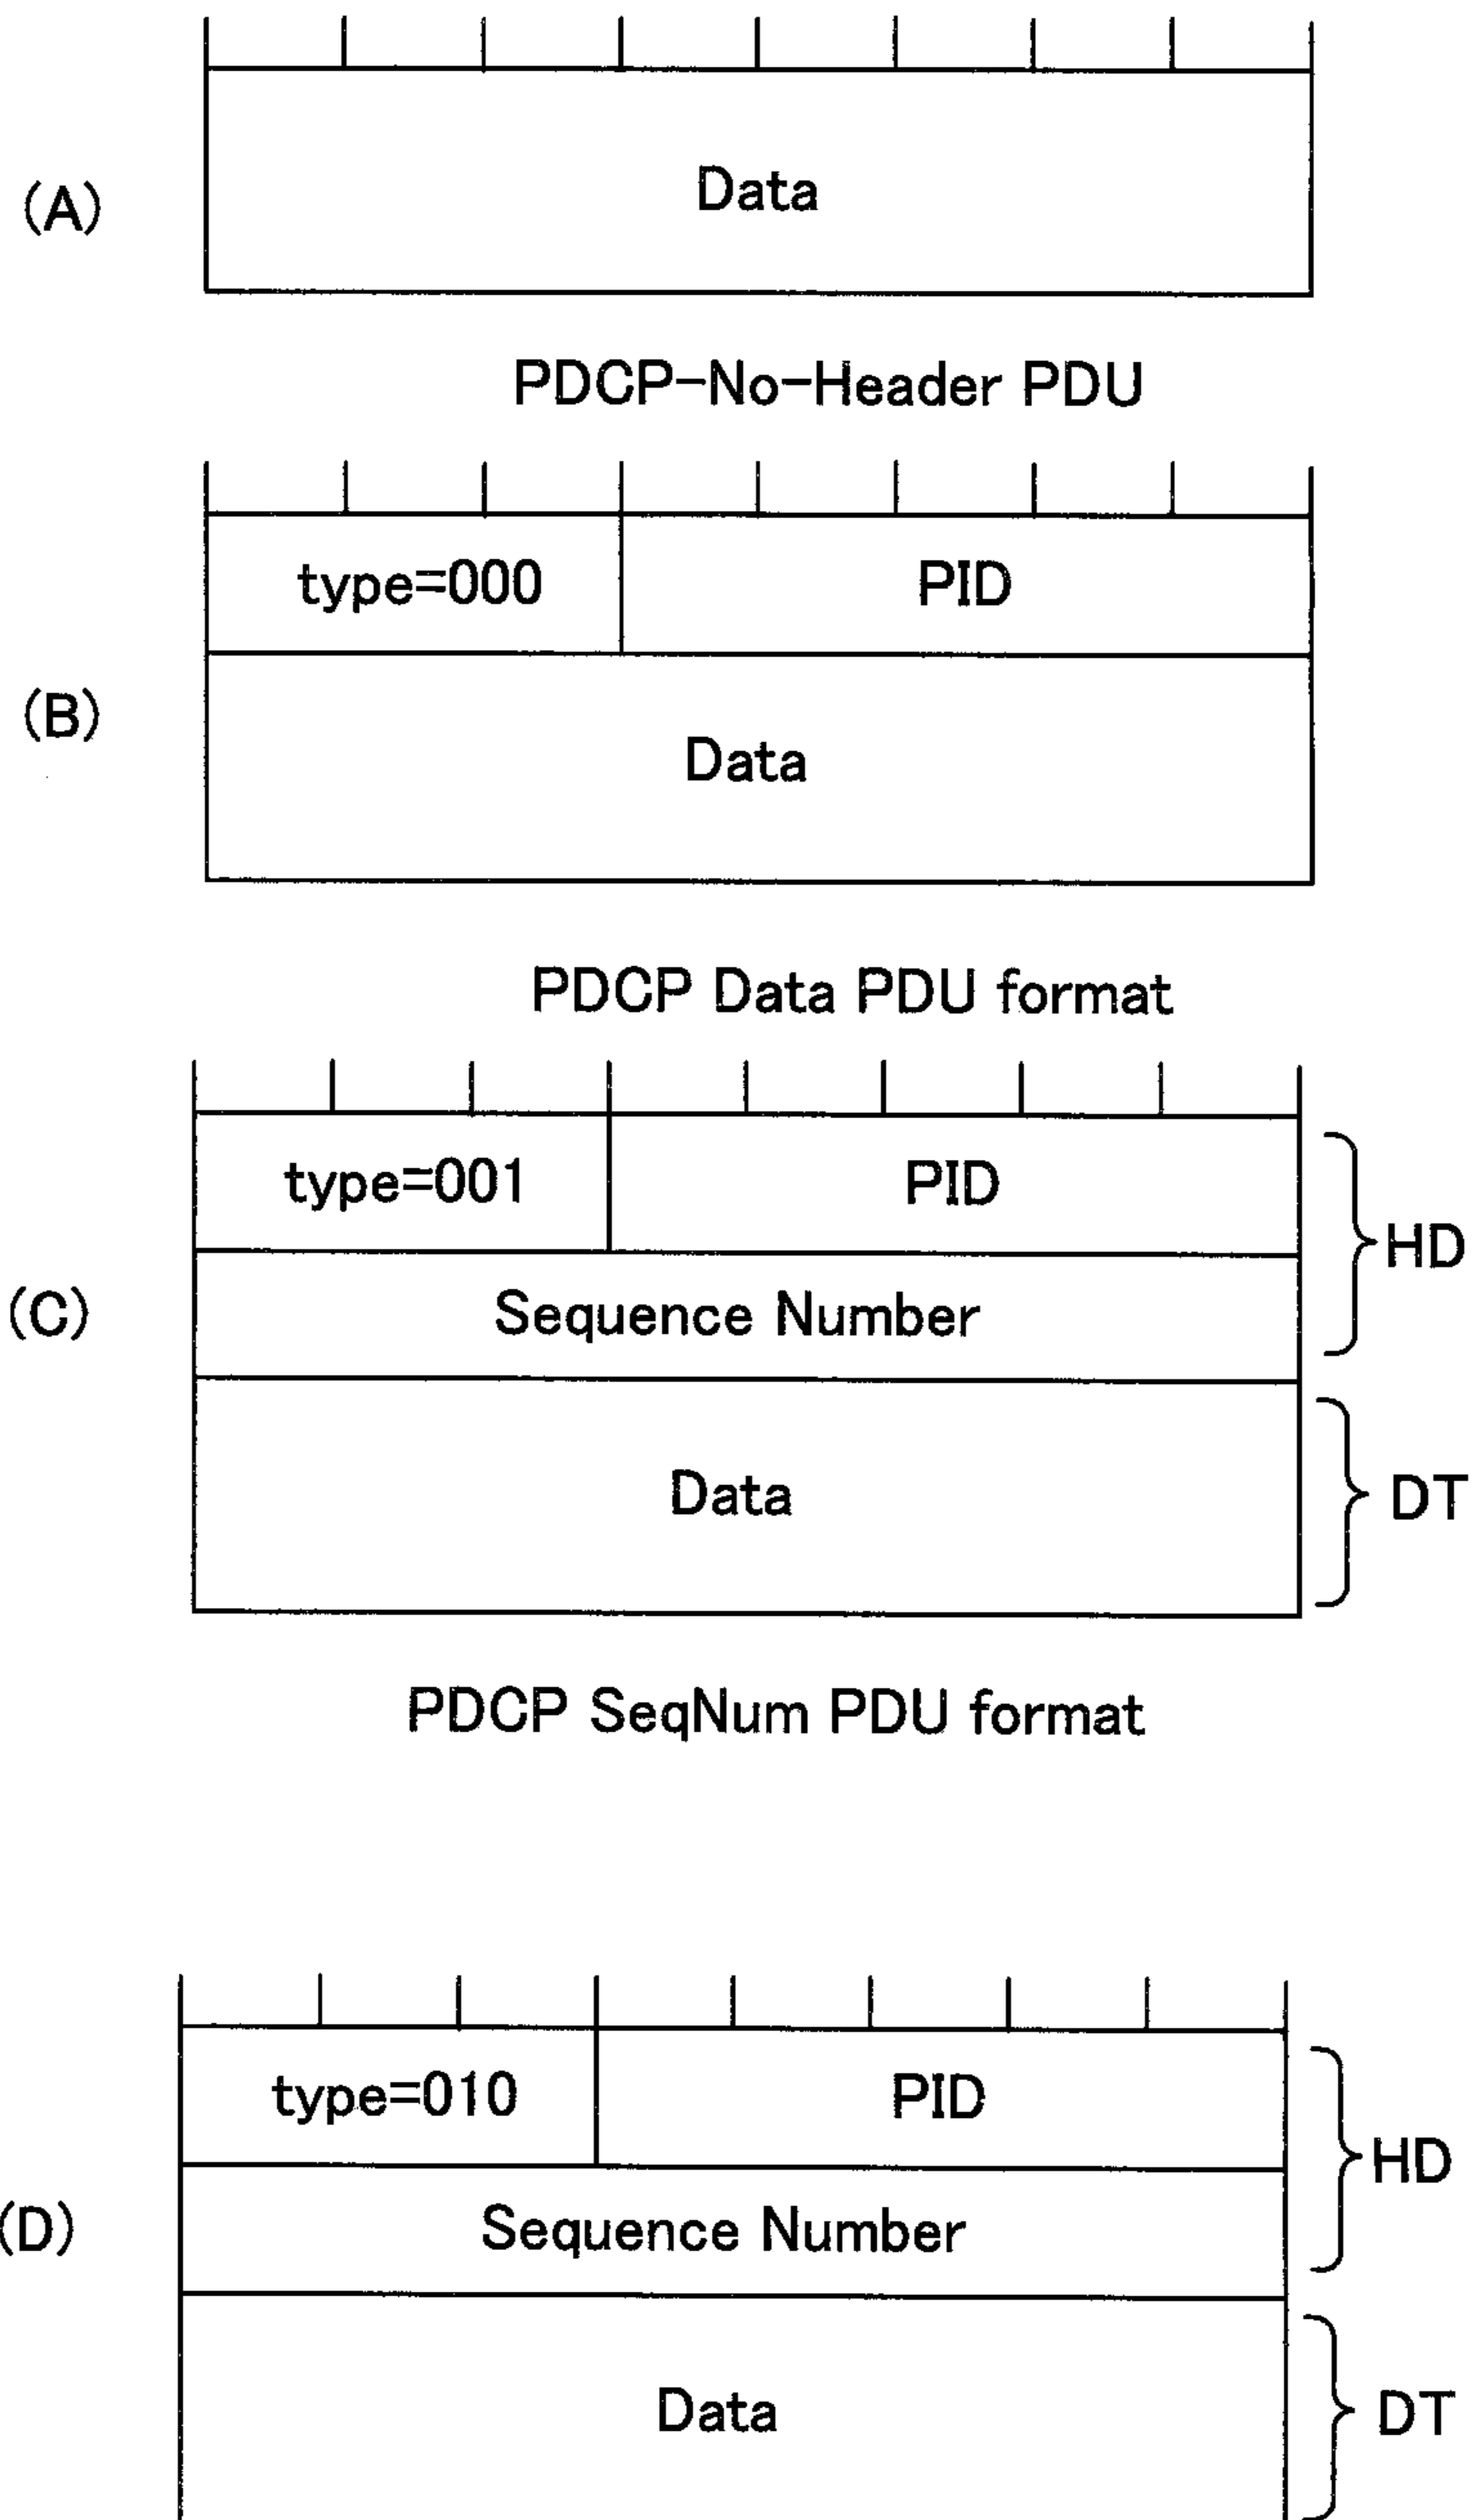 (A)
Data
PDCP-No-Header PDU
type=000 PID
(B)
Data
PDCP Data PDU format
type=001 PID
HD
(C)
Sequence Number
Data
DT
PDCP SeqNum PDU format
type=010 PID
HD
(D)
Sequence Number
Data
DT